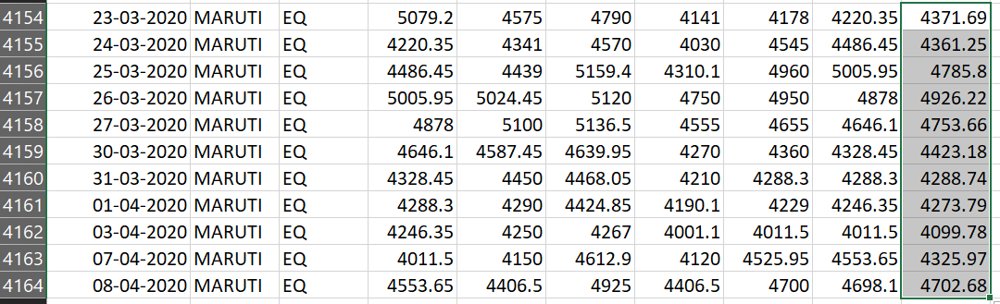 4154 23-03-2020 MARUTI EQ 5079.2 4575 4790 4141 4178 4220.35 4371.69
4155 24-03-2020 MARUTI EQ 4220.35 4341 4570 4030 4545 4486.45 4361.25
4156 25-03-2020 MARUTI EQ 4486.45 4439 5159.4 4310.1 4960 5005.95 4785.8
4157 26-03-2020 MARUTI EQ 5005.95 5024.45 5120 4750 4950 4878 4926.22
4158 27-03-2020 MARUTI EQ 4878 5100 5136.5 4555 4655 4646.1 4753.66
4159 30-03-2020 MARUTI EQ 4646.1 4587.45 4639.95 4270 4360 4328.45 4423.18
4160 31-03-2020 MARUTI EQ 4328.45 4450 4468.05 4210 4288.3 4288.3 4288.74
4161 01-04-2020 MARUTI EQ 4288.3 4290 4424.85 4190.1 4229 4246.35 4273.79
4162 03-04-2020 MARUTI EQ 4246.35 4250 4267 4001.1 4011.5 4011.5 4099.78
4163 07-04-2020 MARUTI EQ 4011.5 4150 4612.9 4120 4525.95 4553.65 4325.97
4164 08-04-2020 MARUTI EQ 4553.65 4406.5 4925 4406.5 4700 4698.1 4702.68